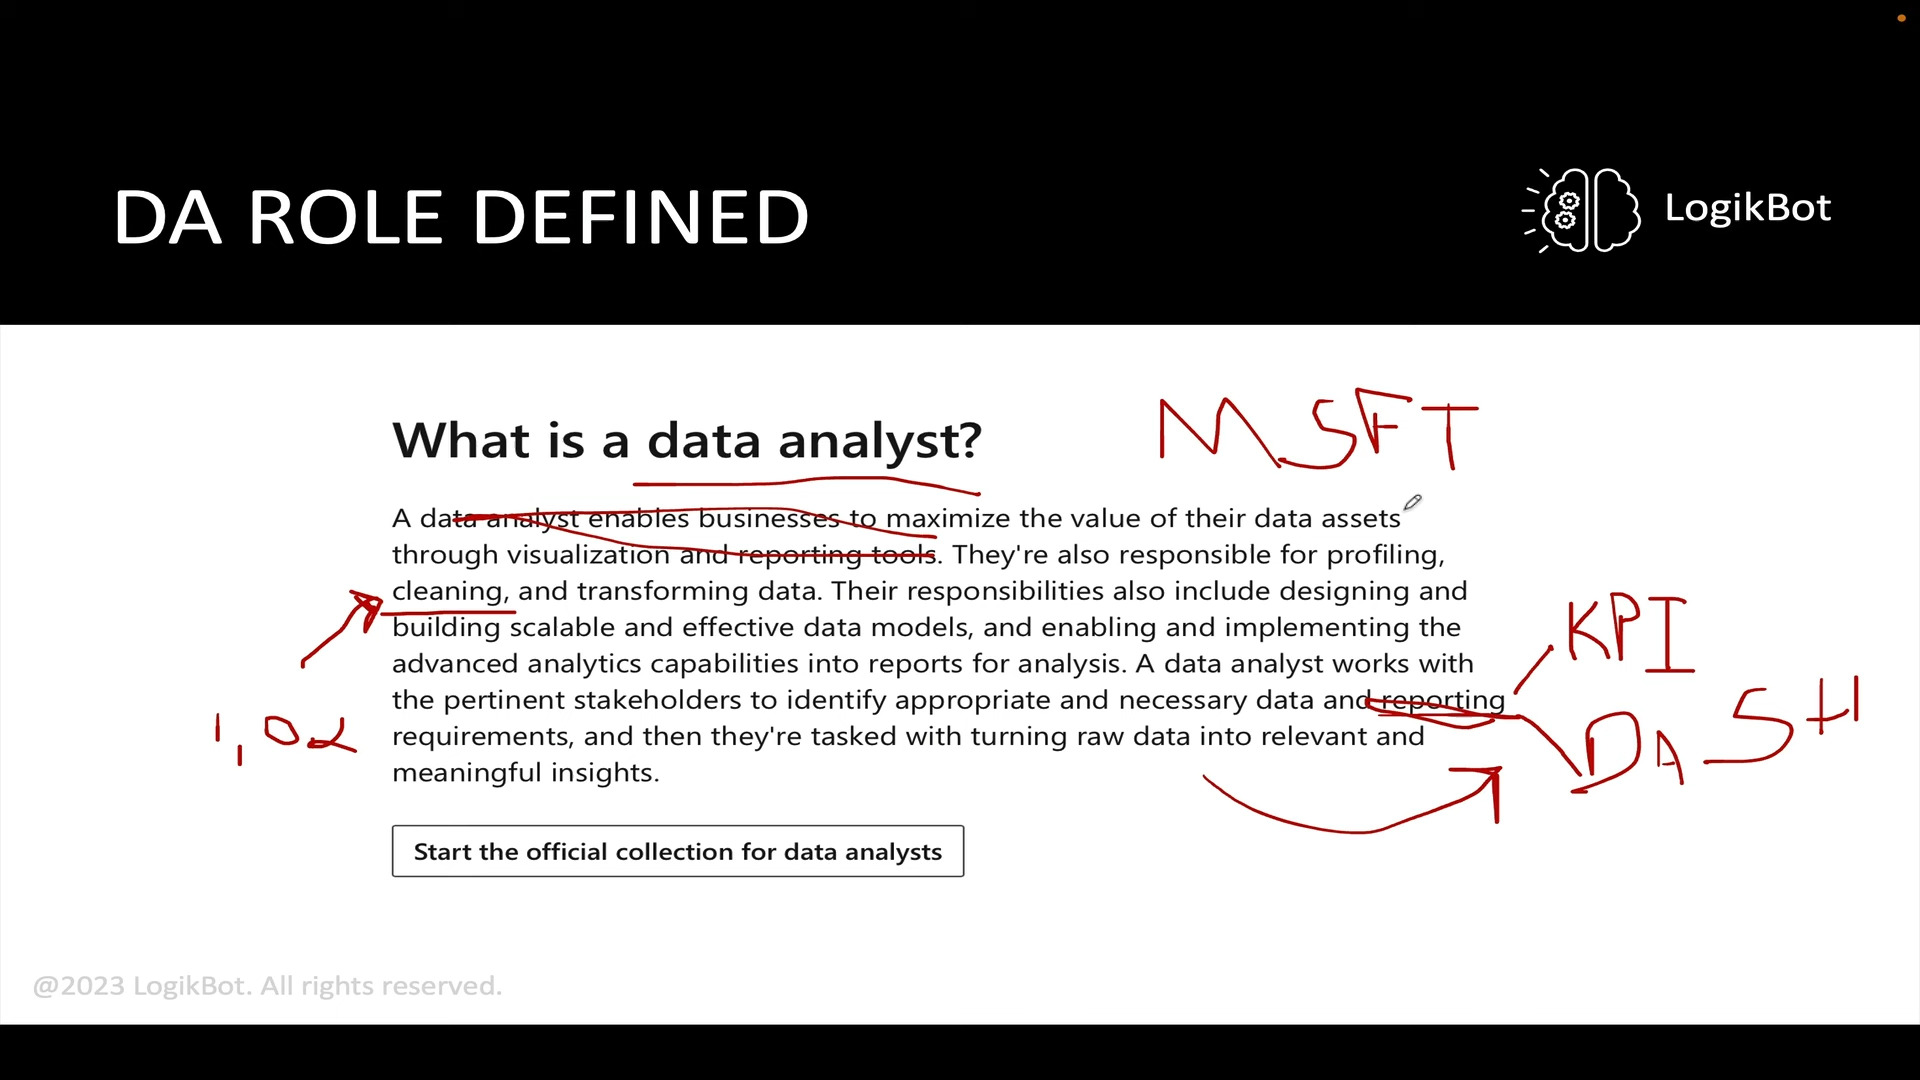 DA ROLE DEFINED
LogikBot
What is a data analyst?
MSFT
A data analyst enables businesses to maximize the value of their data assets
through visualization and reporting tools. They're also responsible for profiling,
cleaning, and transforming data. Their responsibilities also include designing and
building scalable and effective data models, and enabling and implementing the
advanced analytics capabilities into reports for analysis. A data analyst works with
the pertinent stakeholders to identify appropriate and necessary data and reporting
requirements, and then they're tasked with turning raw data into relevant and
meaningful insights.
KPI
DASH
Start the official collection for data analysts
@2023 LogikBot. All rights reserved.